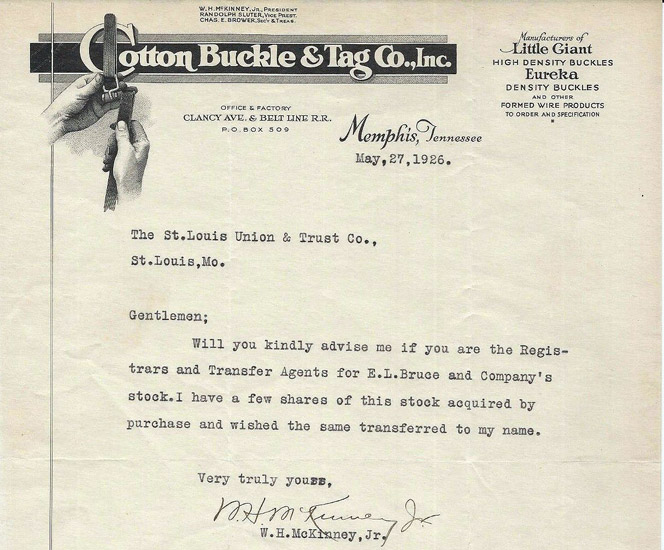 W. H. McKINNEY, Jr., PRESIDENT
RANDOLPH SLUTER, VICE PREST.
CHAS. E. BROWER, SEC'Y & TREAS.
Cotton Buckle & Tag Co., Inc.
Manufacturers of
Little Giant
HIGH DENSITY BUCKLES
Eureka
DENSITY BUCKLES
AND OTHER
FORMED WIRE PRODUCTS
TO ORDER AND SPECIFICATION
OFFICE & FACTORY
CLANCY AVE. & BELT LINE R.R.
P.O. BOX 509
Memphis, Tennessee
May,27,1926.
The St.Louis Union & Trust Co.,
St.Louis,Mo.
Gentlemen;
Will you kindly advise me if you are the Regis-
trars and Transfer Agents for E.L.Bruce and Company's
stock.I have a few shares of this stock acquired by
purchase and wished the same transferred to my name.
Very truly yours,
W.H. McKinney Jr.
W.H.McKinney,Jr.